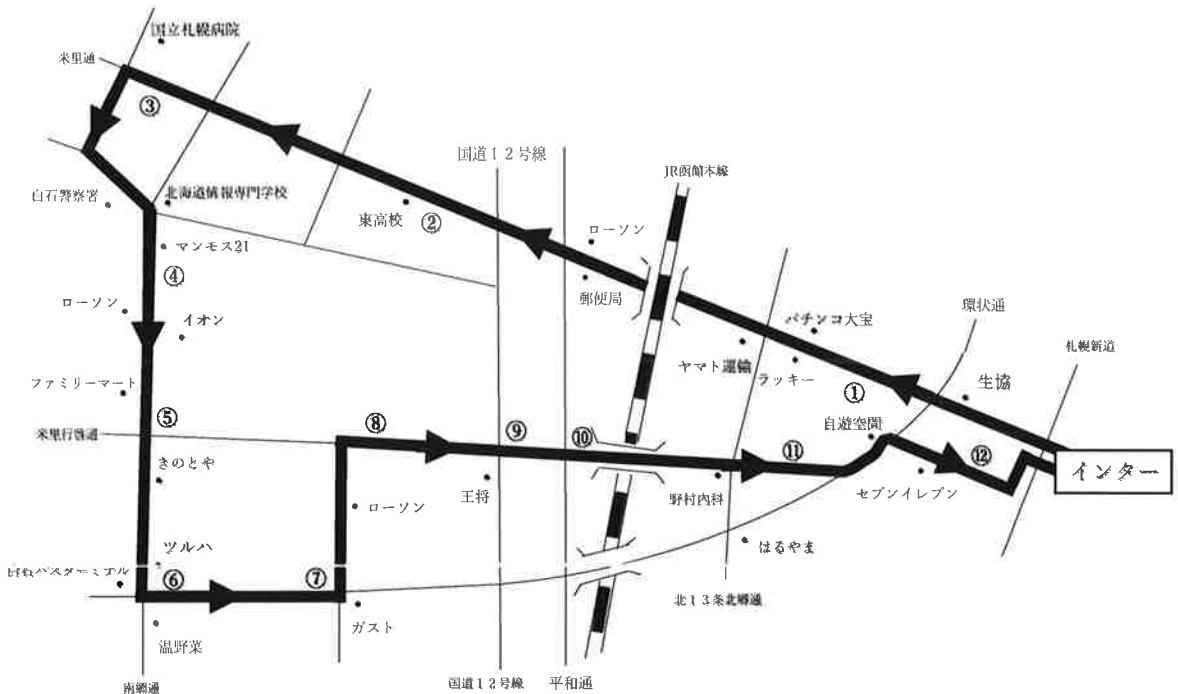 国立札幌病院
米里通
③
国道12号線
JR函館本線
白石警察署
北海道情報専門学校
東高校
②
ローソン
マンモス21
④
郵便局
環状通
ローソン
イオン
パチンコ大宝
札幌新道
ヤマト運輸
ラッキー
ファミリーマート
①
生協
⑤
⑧
⑨
⑩
自遊空間
米里行啓通
⑪
⑫
インター
きのとや
王将
野村内科
セブンイレブン
ローソン
ツルハ
はるやま
バスターミナル
⑥
⑦
北13条北郷通
ガスト
温野菜
南郷通
国道12号線
平和通